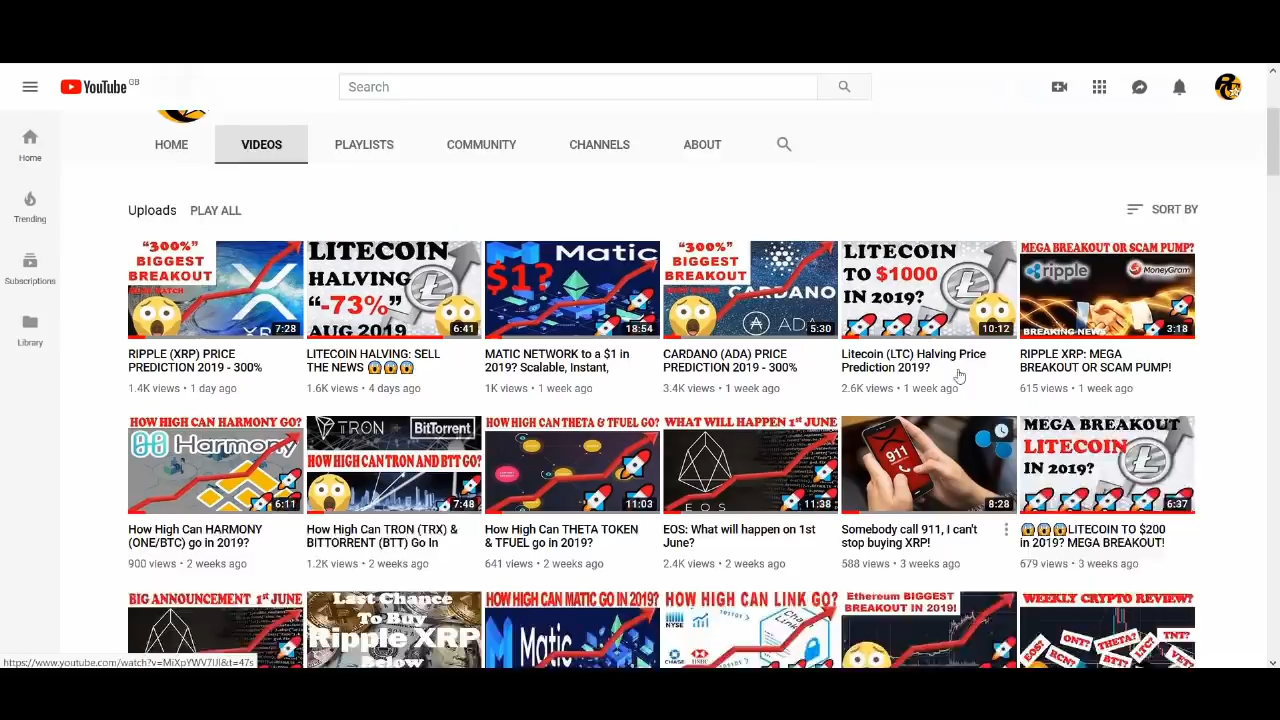 YouTube GB
Search
Home
Trending
Subscriptions
Library
HOME VIDEOS PLAYLISTS COMMUNITY CHANNELS ABOUT
Uploads PLAY ALL SORT BY
"300%"
BIGGEST
BREAKOUT
7:28
RIPPLE (XRP) PRICE
PREDICTION 2019 - 300%
1.4K views • 1 day ago
LITECOIN
HALVING
"-73%"
AUG 2019
6:41
LITECOIN HALVING: SELL
THE NEWS 😱😱😱
1.6K views • 4 days ago
Matic
$1?
18:54
MATIC NETWORK to a $1 in
2019? Scalable, Instant,
1K views • 1 week ago
"300%"
BIGGEST
BREAKOUT
CARDANO
ADA
5:30
CARDANO (ADA) PRICE
PREDICTION 2019 - 300%
3.4K views • 1 week ago
LITECOIN
TO $1000
IN 2019?
10:12
Litecoin (LTC) Halving Price
Prediction 2019?
2.6K views • 1 week ago
MEGA BREAKOUT OR SCAM PUMP?
ripple MoneyGram
BREAKING NEWS
3:18
RIPPLE XRP: MEGA
BREAKOUT OR SCAM PUMP!
615 views • 1 week ago
HOW HIGH CAN HARMONY GO?
Harmony
6:11
How High Can HARMONY
(ONE/BTC) go in 2019?
900 views • 2 weeks ago
TRON + BitTorrent
HOW HIGH CAN TRON AND BTT GO?
7:48
How High Can TRON (TRX) &
BITTORRENT (BTT) Go In
1.2K views • 2 weeks ago
HOW HIGH CAN THETA & TFUEL GO?
11:03
How High Can THETA TOKEN
& TFUEL go in 2019?
641 views • 2 weeks ago
WHAT WILL HAPPEN 1ST JUNE?
EOS
11:38
EOS: What will happen on 1st
June?
2.4K views • 2 weeks ago
911
8:28
Somebody call 911, I can't
stop buying XRP!
588 views • 3 weeks ago
MEGA BREAKOUT
LITECOIN
IN 2019?
6:37
😱😱😱LITECOIN TO $200
in 2019? MEGA BREAKOUT!
679 views • 3 weeks ago
BIG ANNOUNCEMENT 1ST JUNE
Last Chance
To Buy
Ripple XRP
Below
HOW HIGH CAN MATIC GO IN 2019?
Matic
HOW HIGH CAN LINK GO?
NYSE
CHASE HSBC
Ethereum BIGGEST
BREAKOUT IN 2019!
WEEKLY CRYPTO REVIEW?
EOS? ONT? THETA? TNT?
RCN? BTT? LTC? VET?